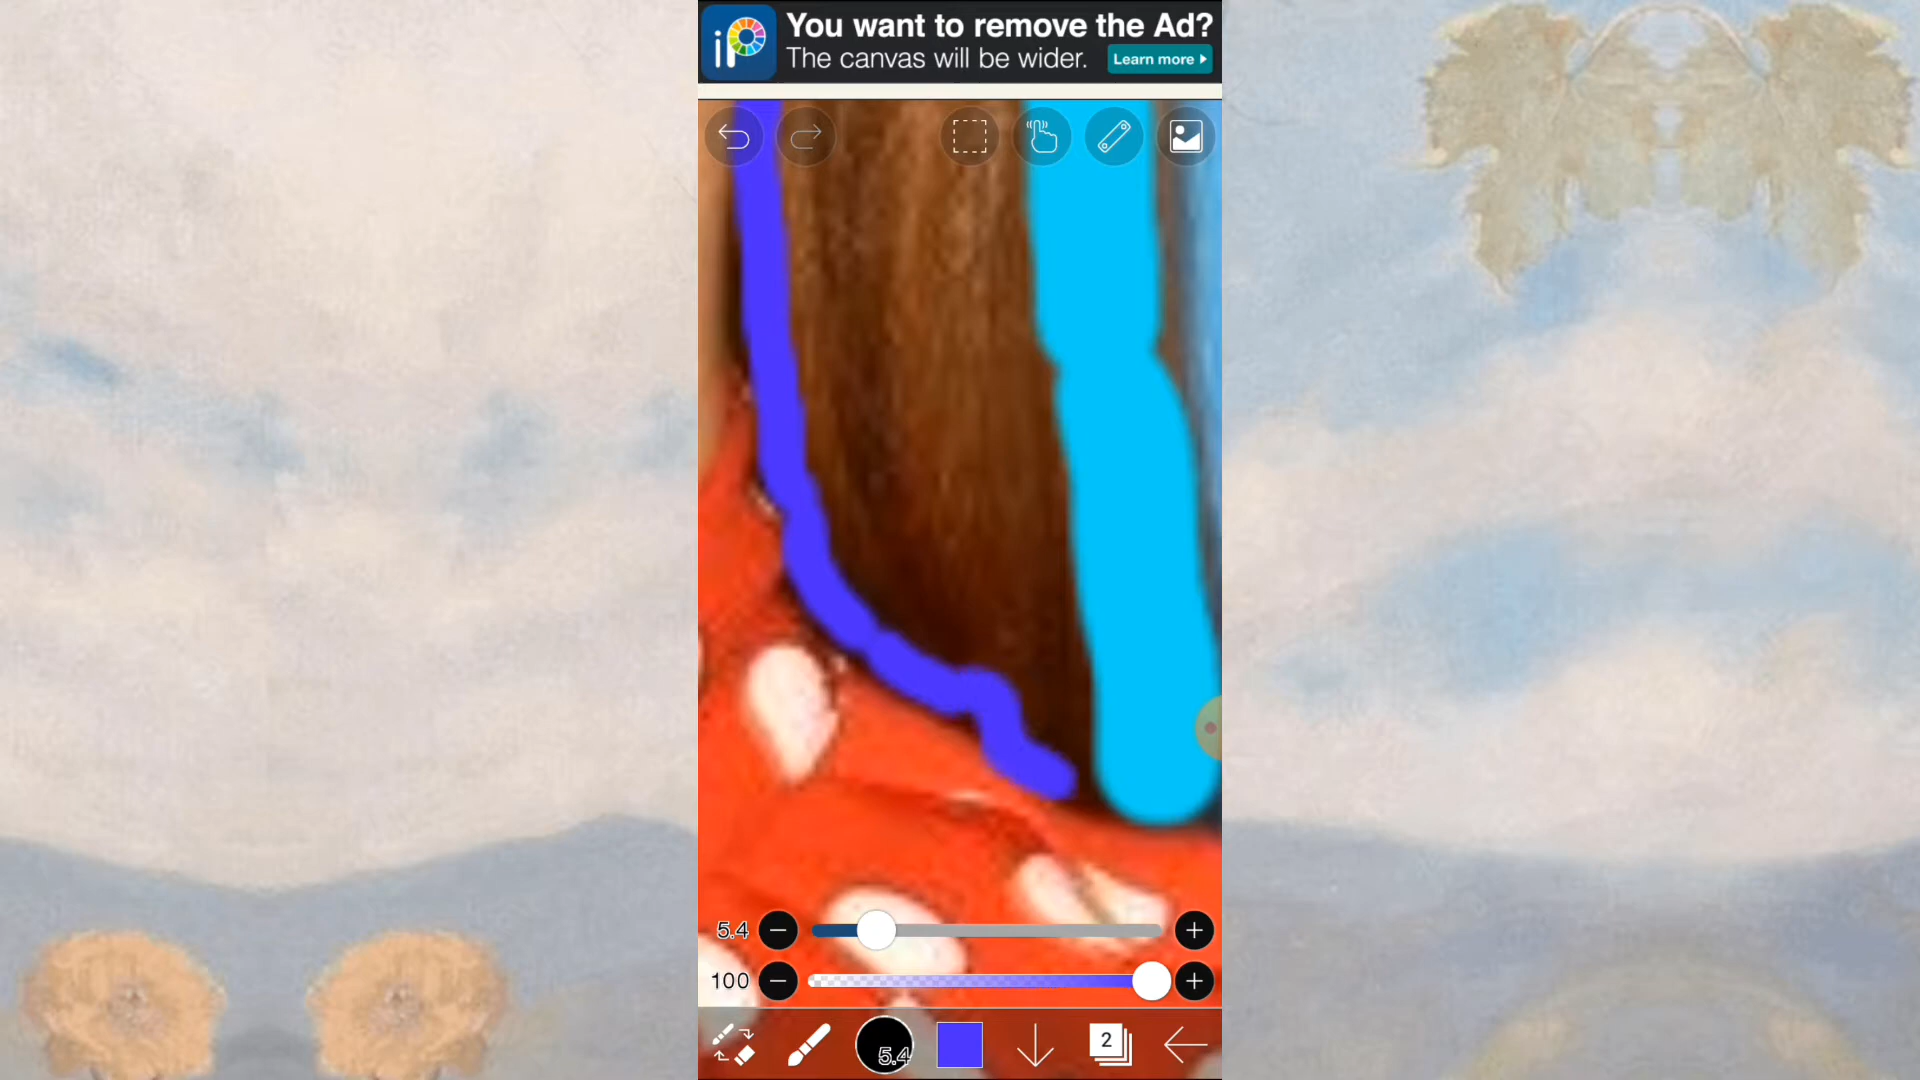 iP
You want to remove the Ad?
The canvas will be wider.
Learn more
5.4
100
5.4
2